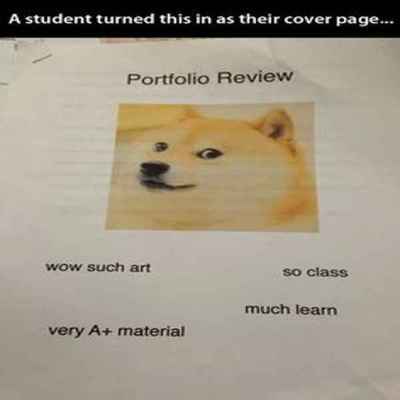 A student turned this in as their cover page...
Portfolio Review
wow such art
so class
much learn
very A+ material